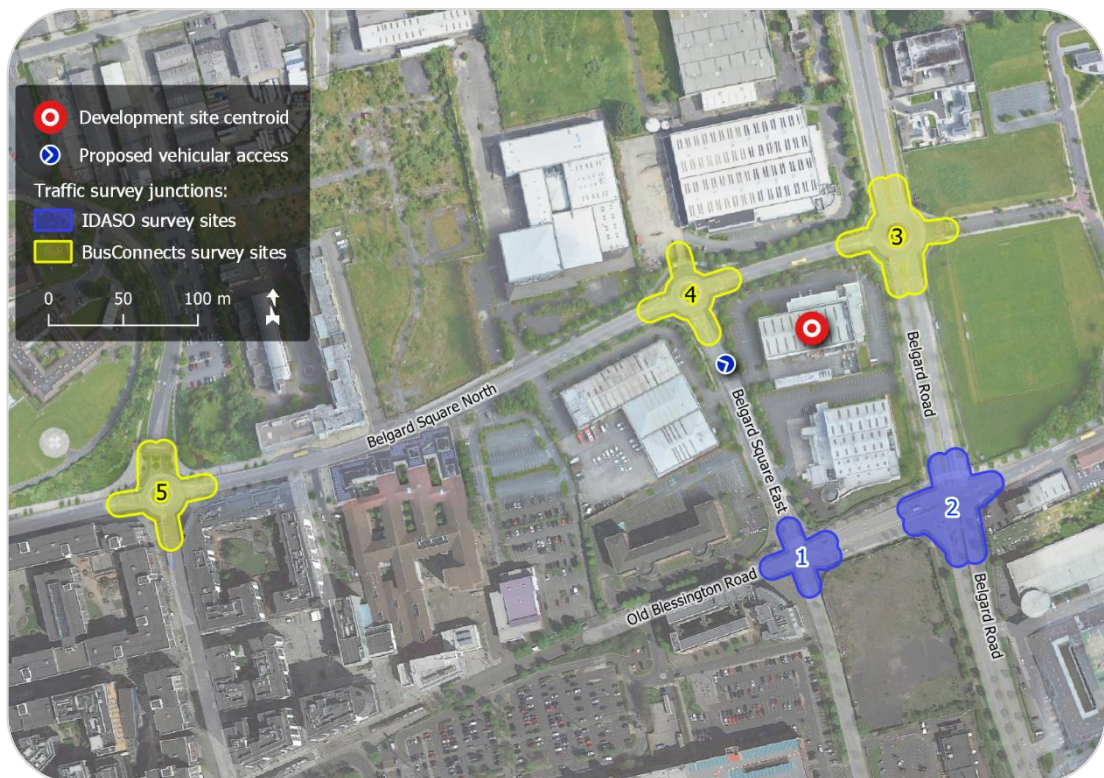 Development site centroid
Proposed vehicular access
Traffic survey junctions:
IDASO survey sites
BusConnects survey sites
0 50 100 m
3
4
Belgard Road
Belgard Square North
Belgard Square East
5
2
1
Old Blessington Road
Belgard Road